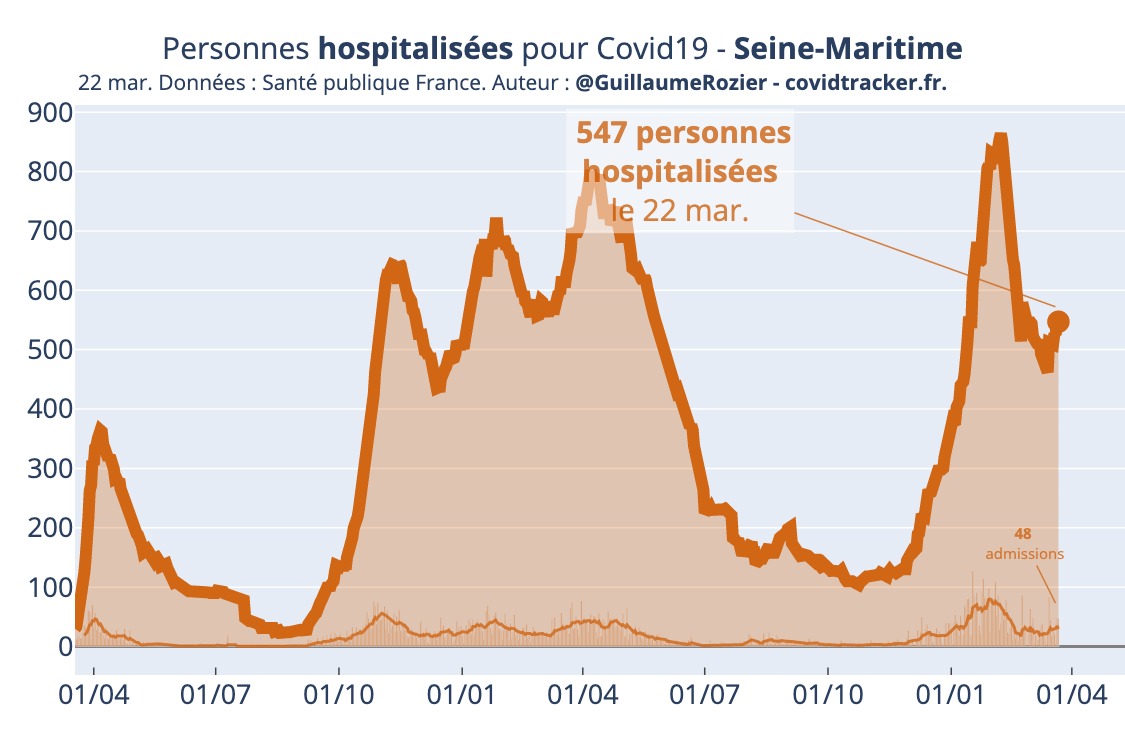 Personnes hospitalisées pour Covid19 - Seine-Maritime
22 mar. Données : Santé publique France. Auteur : @GuillaumeRozier - covidtracker.fr.
900
547 personnes
hospitalisées
le 22 mar.
800
700
600
500
400
300
200
48
admissions
100
0
01/04 01/07 01/10 01/01 01/04 01/07 01/10 01/01 01/04